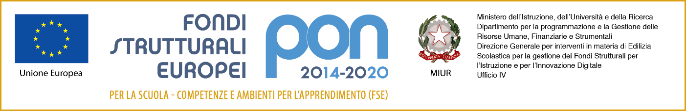 Unione Europea
FONDI
STRUTTURALI
EUROPEI
pon
2014-2020
PER LA SCUOLA - COMPETENZE E AMBIENTI PER L'APPRENDIMENTO (FSE)
MIUR
Ministero dell'Istruzione, dell'Università e della Ricerca
Dipartimento per la programmazione e la Gestione delle
Risorse Umane, Finanziarie e Strumentali
Direzione Generale per interventi in materia di Edilizia
Scolastica per la gestione dei Fondi Strutturali per
l'Istruzione e per l'Innovazione Digitale
Ufficio IV